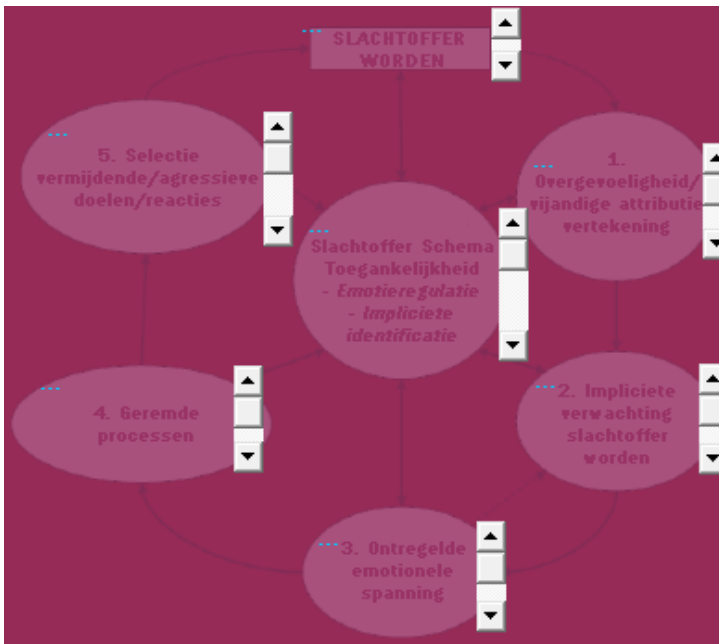 SLACHTOFFER
WORDEN
5. Selectie
vermijdende/agressieve
doelen/reacties
1.
Overgevoeligheid/
vijandige attributie
vertekening
Slachtoffer Schema
Toegankelijkheid
- Emotieregulatie
- Impliciete
identificatie
4. Geremde
processen
2. Impliciete
verwachting
slachtoffer
worden
3. Ontregelde
emotionele
spanning